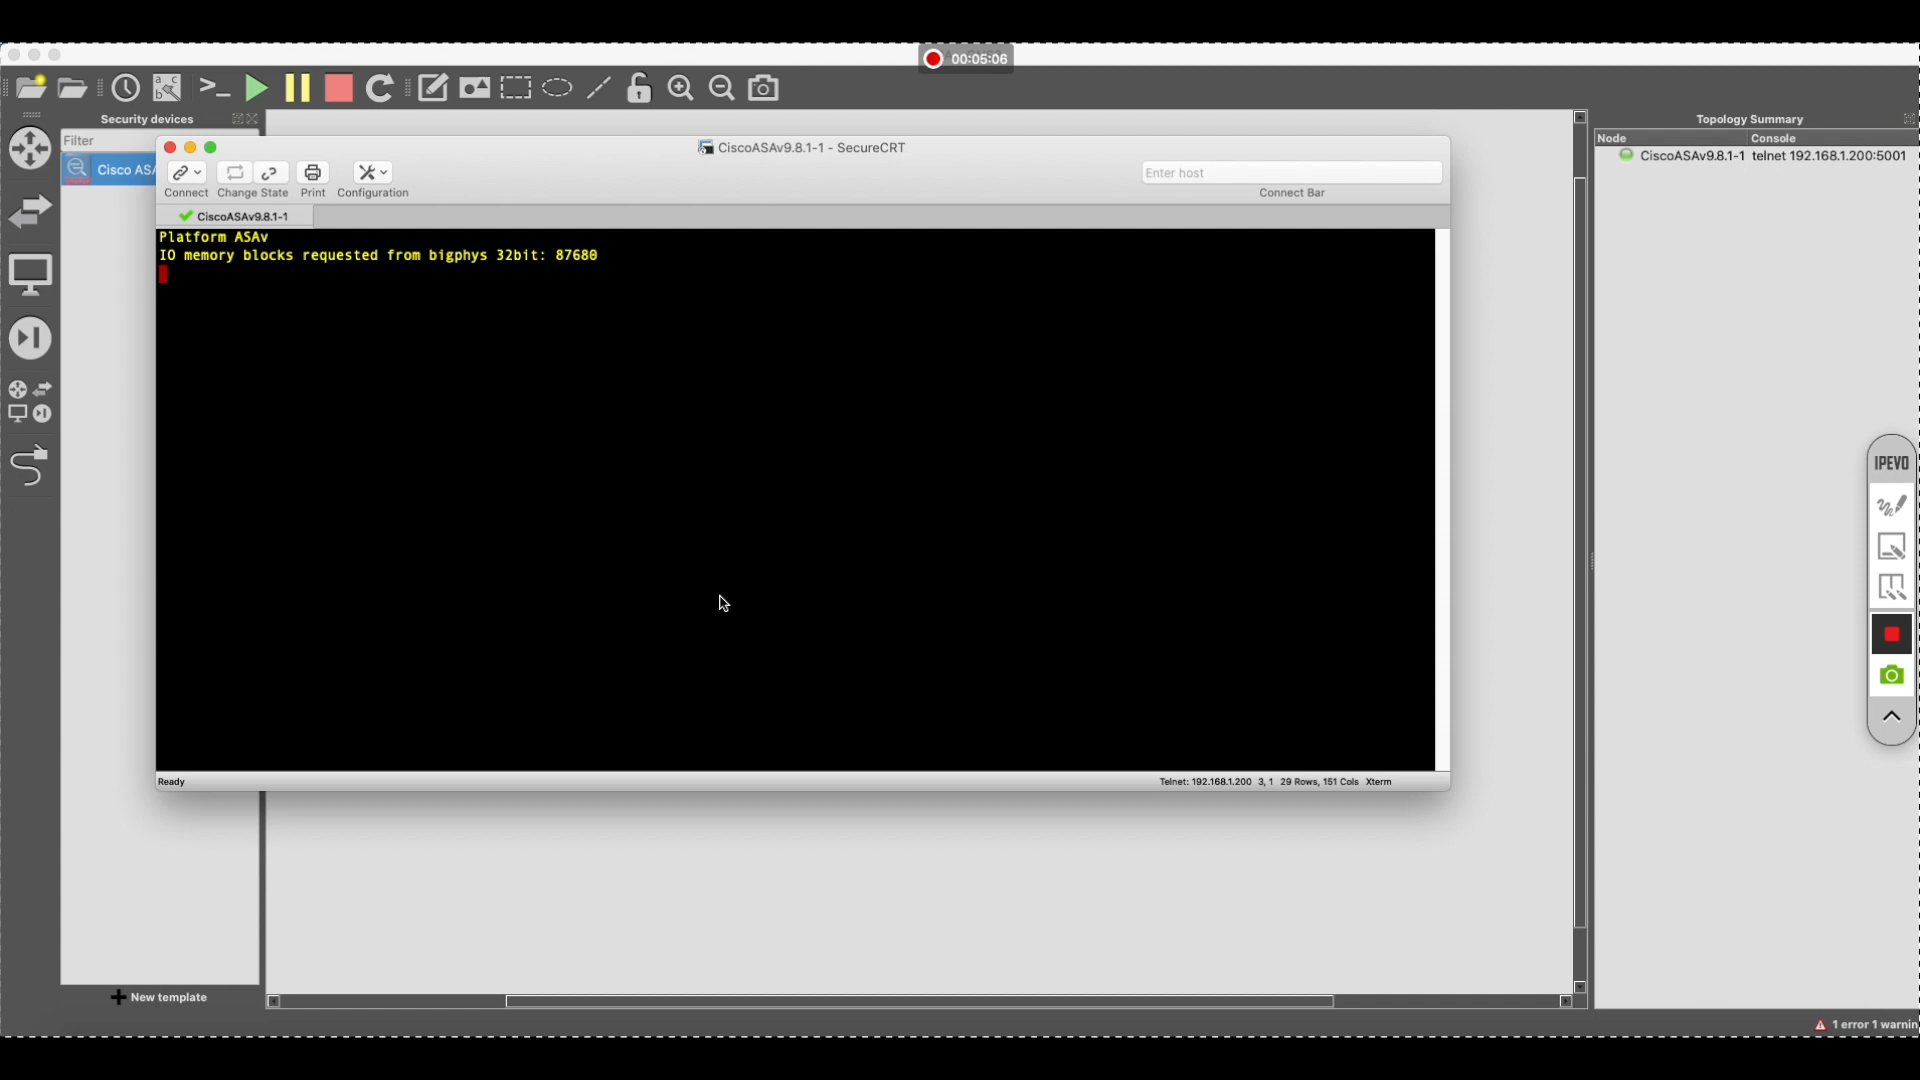 00:05:06
Security devices
Filter
Cisco ASA
New template
CiscoASAv9.8.1-1 - SecureCRT
Connect Change State Print Configuration
Enter host
Connect Bar
CiscoASAv9.8.1-1
Platform ASAv
IO memory blocks requested from bigphys 32bit: 87680
Ready
Telnet: 192.168.1.200 3, 1 29 Rows, 151 Cols Xterm
Topology Summary
Node Console
CiscoASAv9.8.1-1 telnet 192.168.1.200:5001
IPEVO
1 error 1 warnin